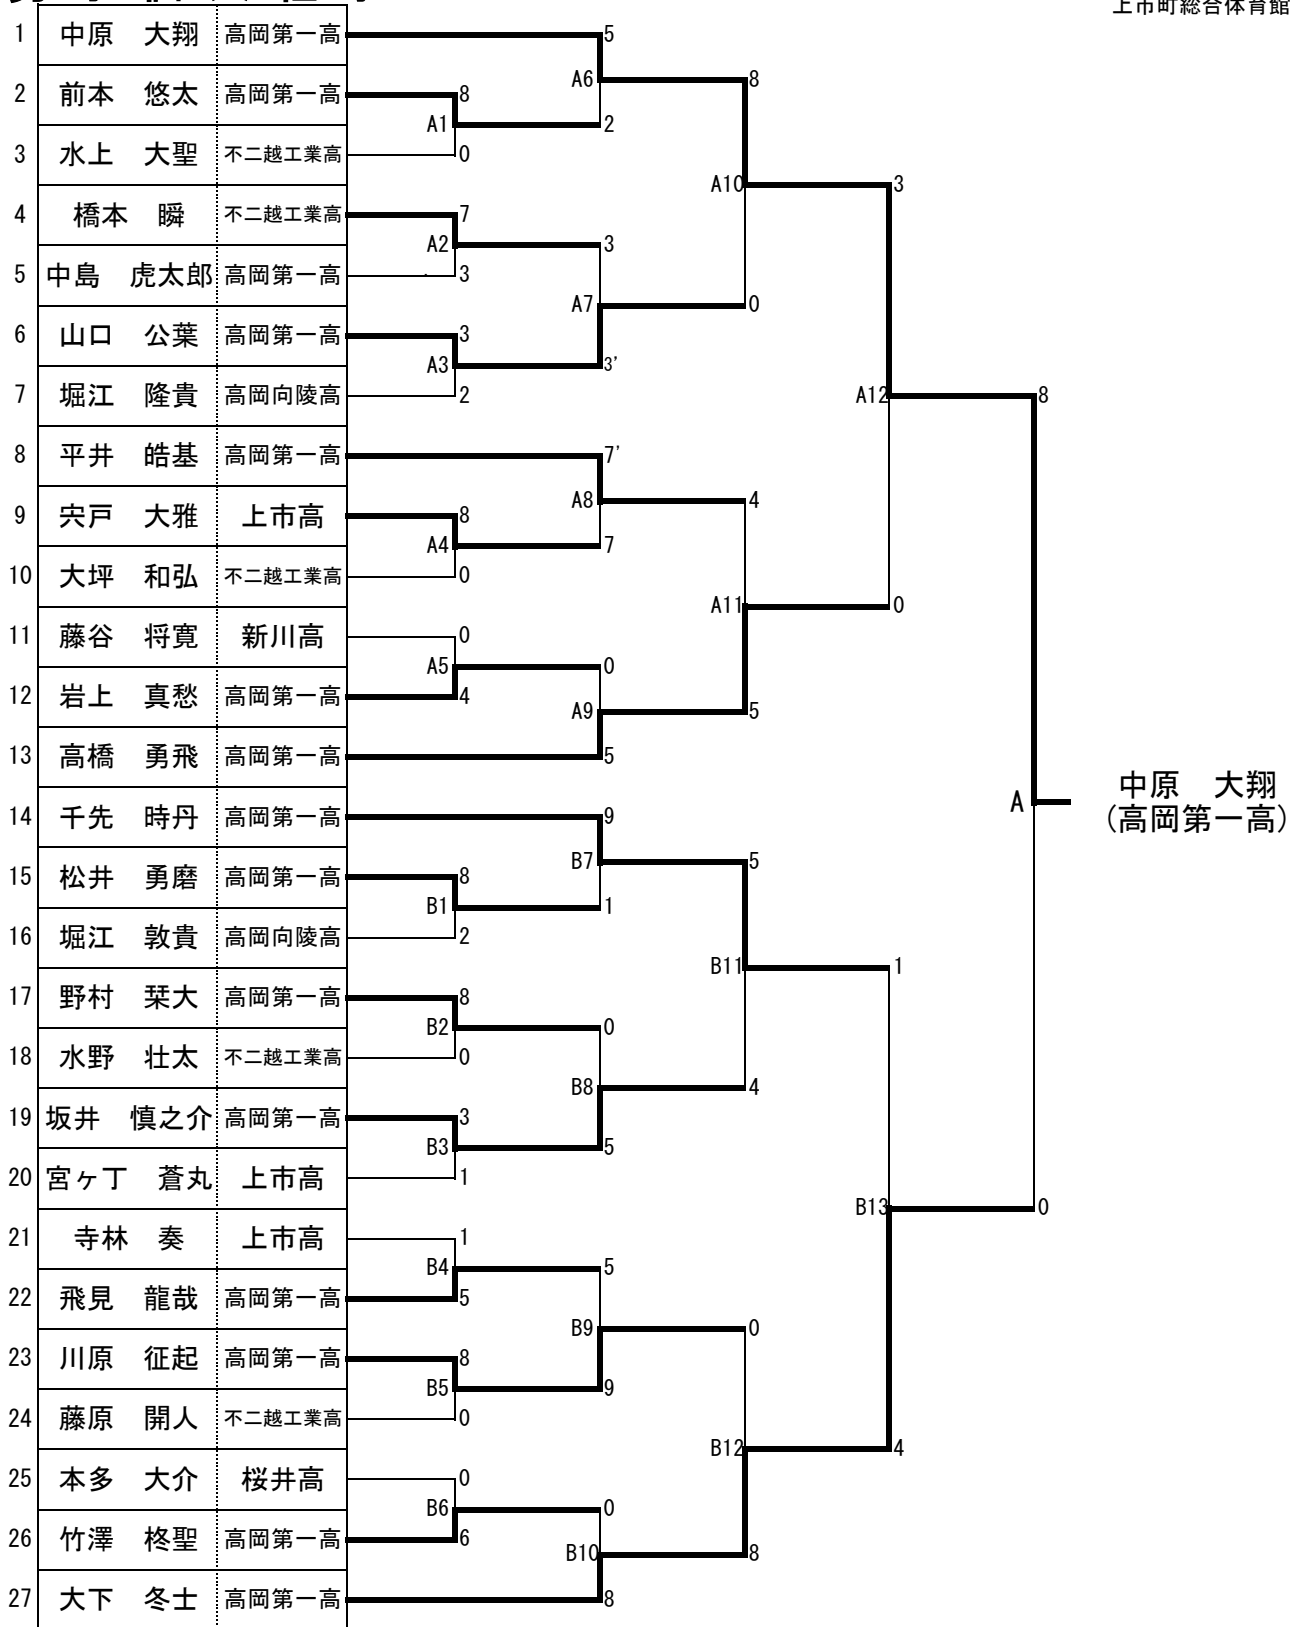 上市町総合体育館
1 中原 大翔 高岡第一高
2 前本 悠太 高岡第一高
3 水上 大聖 不二越工業高
4 橋本 瞬 不二越工業高
5 中島 虎太郎 高岡第一高
6 山口 公葉 高岡第一高
7 堀江 隆貴 高岡向陵高
8 平井 皓基 高岡第一高
9 宍戸 大雅 上市高
10 大坪 和弘 不二越工業高
11 藤谷 将寛 新川高
12 岩上 真愁 高岡第一高
13 高橋 勇飛 高岡第一高
14 千先 時丹 高岡第一高
15 松井 勇磨 高岡第一高
16 堀江 敦貴 高岡向陵高
17 野村 栞大 高岡第一高
18 水野 壮太 不二越工業高
19 坂井 慎之介 高岡第一高
20 宮ヶ丁 蒼丸 上市高
21 寺林 奏 上市高
22 飛見 龍哉 高岡第一高
23 川原 征起 高岡第一高
24 藤原 開人 不二越工業高
25 本多 大介 桜井高
26 竹澤 柊聖 高岡第一高
27 大下 冬士 高岡第一高
8
A1
0
7
A2
3
3
A3
2
8
A4
0
0
A5
4
8
B1
2
8
B2
0
3
B3
1
1
B4
5
8
B5
0
0
B6
6
5
A6
2
3
A7
3'
7'
A8
7
0
A9
5
9
B7
1
0
B8
5
5
B9
9
0
B10
8
8
A10
0
4
A11
5
5
B11
4
0
B12
8
3
A12
0
1
B13
4
8
A
0
中原 大翔
(高岡第一高)